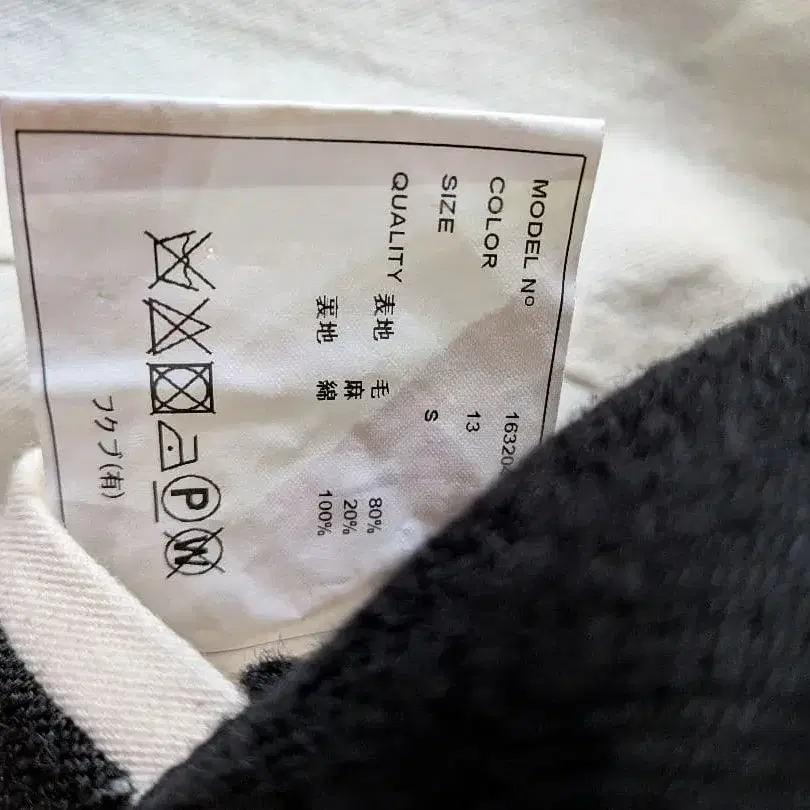 MODEL Nº 16320
COLOR 13
SIZE S
QUALITY 表地 毛 80%
麻 20%
裏地 綿 100%
P
W
フクブ(有)